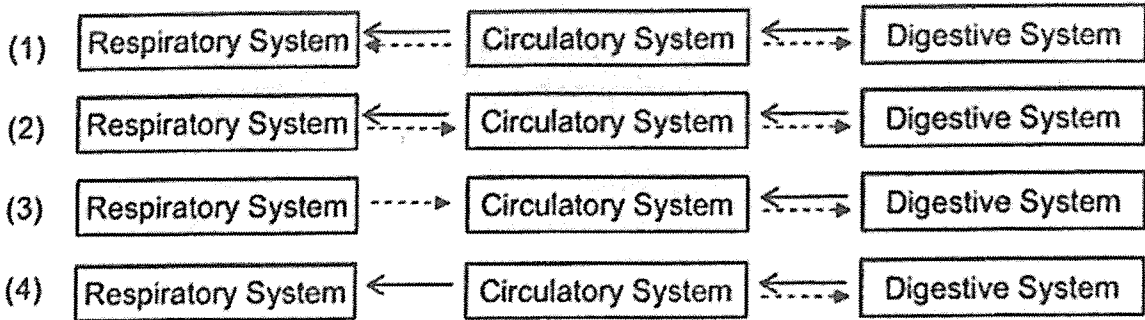 (1) Respiratory System Circulatory System Digestive System
(2) Respiratory System Circulatory System Digestive System
(3) Respiratory System Circulatory System Digestive System
(4) Respiratory System Circulatory System Digestive System